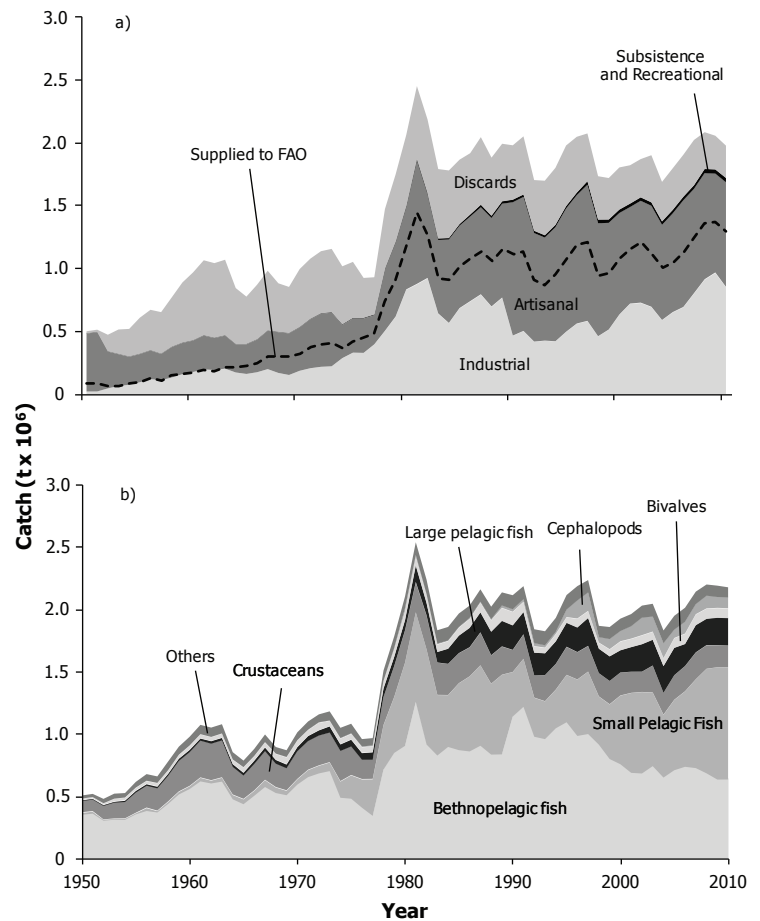 3.0
a)
2.5
Subsistence
and Recreational
2.0
Supplied to FAO
Discards
1.5
1.0
Artisanal
0.5
Industrial
0
Catch (t x 10⁶)
3.0
b)
Bivalves
2.5
Large pelagic fish
Cephalopods
2.0
1.5
Others
Crustaceans
1.0
Small Pelagic Fish
0.5
Bethnopelagic fish
0
1950 1960 1970 1980 1990 2000 2010
Year